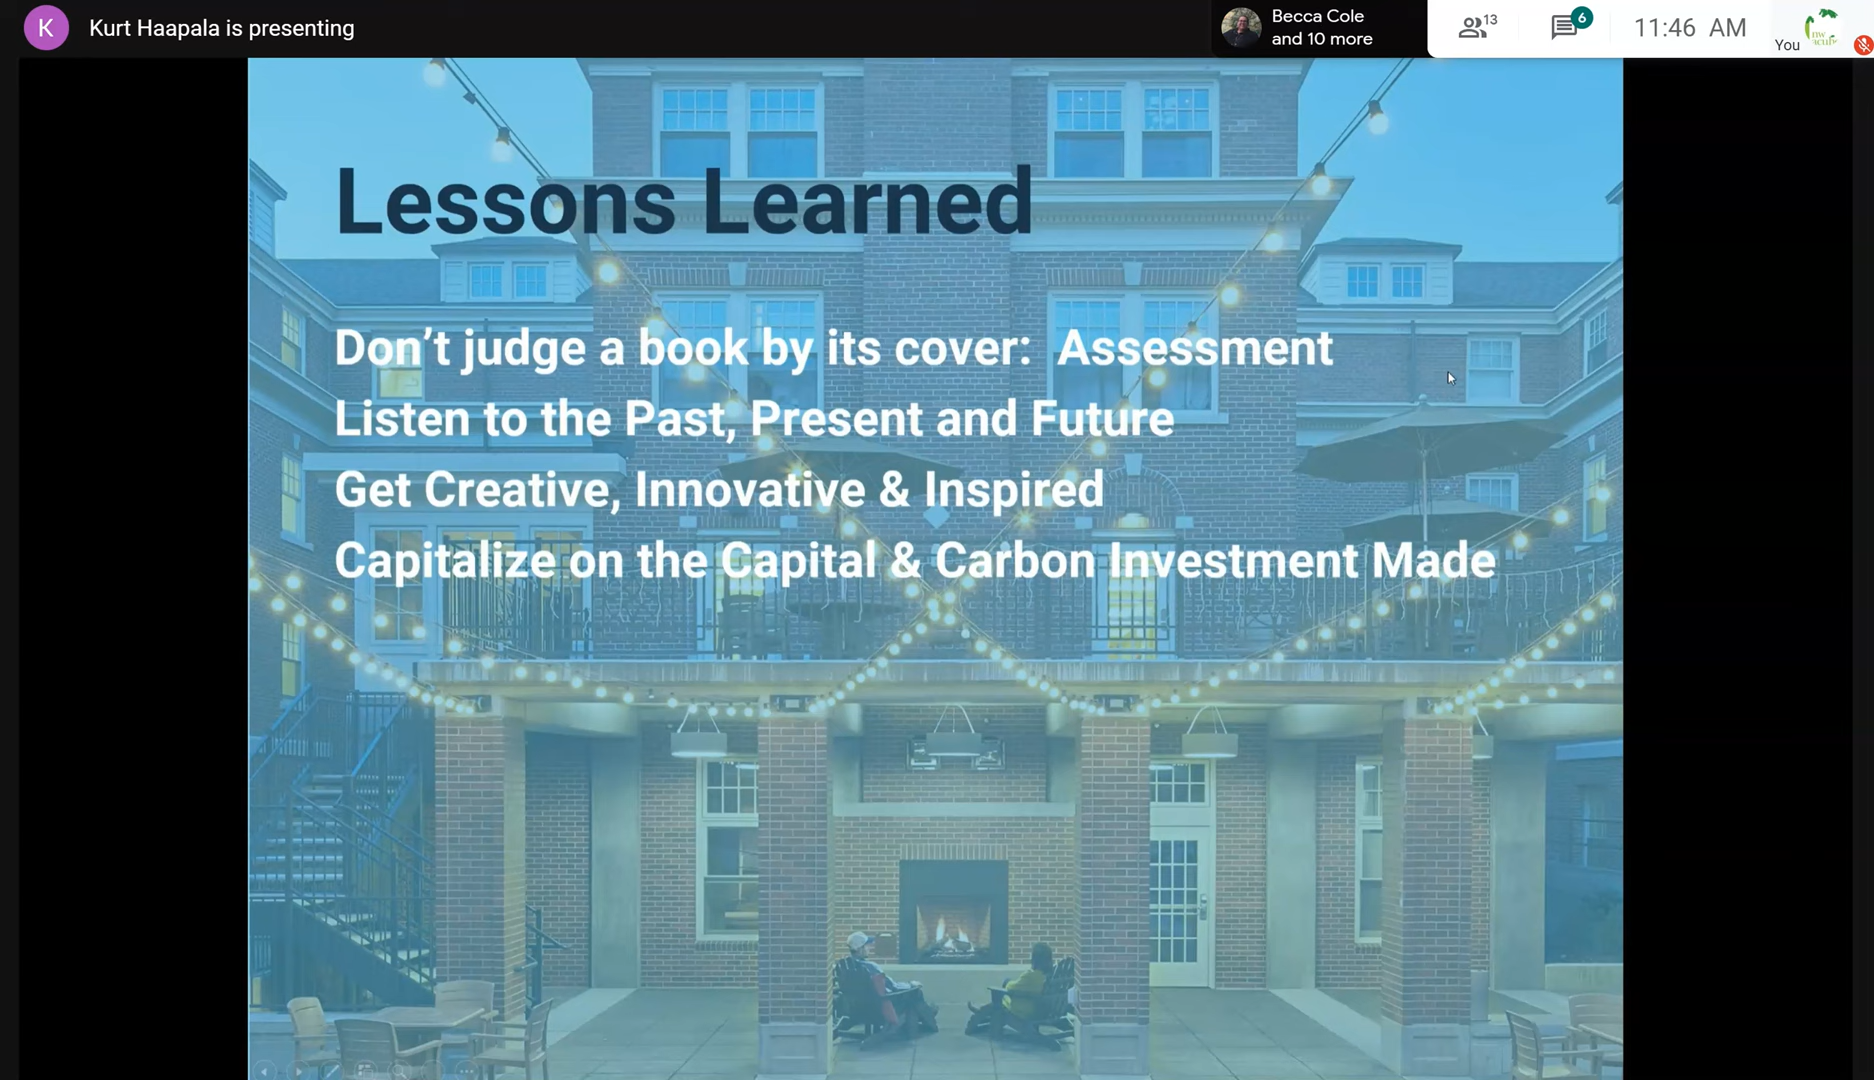 K
Kurt Haapala is presenting
Becca Cole
and 10 more
13
6
11:46 AM
You
nw
Lessons Learned
Don't judge a book by its cover: Assessment
Listen to the Past, Present and Future
Get Creative, Innovative & Inspired
Capitalize on the Capital & Carbon Investment Made